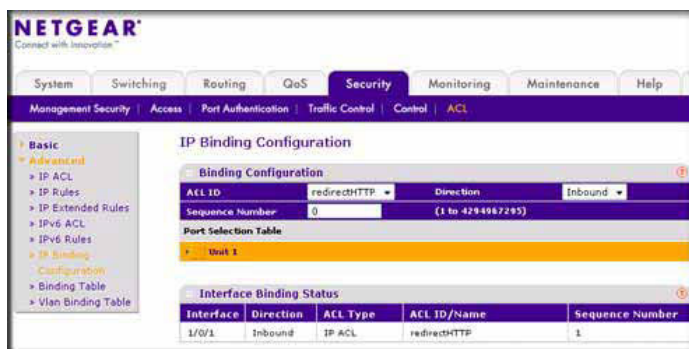 NETGEAR®
Connect with Innovation™
System Switching Routing QoS Security Monitoring Maintenance Help
Management Security | Access | Port Authentication | Traffic Control | Control | ACL
Basic
Advanced
» IP ACL
» IP Rules
» IP Extended Rules
» IPv6 ACL
» IPv6 Rules
» IP Binding
Configuration
» Binding Table
» Vlan Binding Table
IP Binding Configuration
Binding Configuration
ACL ID redirectHTTP Direction Inbound
Sequence Number 0 (1 to 4294967295)
Port Selection Table
Unit 1
Interface Binding Status
Interface Direction ACL Type ACL ID/Name Sequence Number
1/0/1 Inbound IP ACL redirectHTTP 1